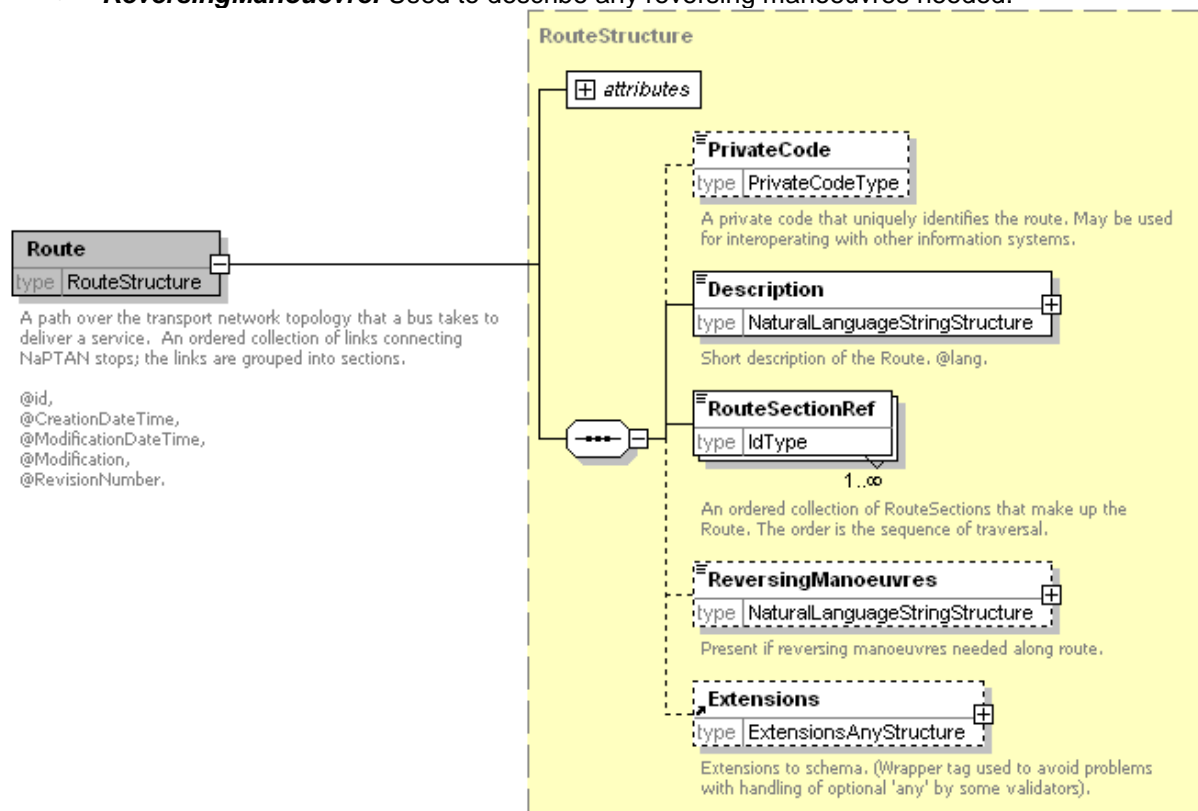 ReversingManoeuvre. Used to describe any reversing manoeuvres needed.
RouteStructure
attributes
PrivateCode
type PrivateCodeType
A private code that uniquely identifies the route. May be used
for interoperating with other information systems.
Route
type RouteStructure
A path over the transport network topology that a bus takes to
deliver a service. An ordered collection of links connecting
NaPTAN stops; the links are grouped into sections.
@id,
@CreationDateTime,
@ModificationDateTime,
@Modification,
@RevisionNumber.
Description
type NaturalLanguageStringStructure
Short description of the Route. @lang.
RouteSectionRef
type IdType
1..∞
An ordered collection of RouteSections that make up the
Route. The order is the sequence of traversal.
ReversingManoeuvres
type NaturalLanguageStringStructure
Present if reversing manoeuvres needed along route.
Extensions
type ExtensionsAnyStructure
Extensions to schema. (Wrapper tag used to avoid problems
with handling of optional 'any' by some validators).